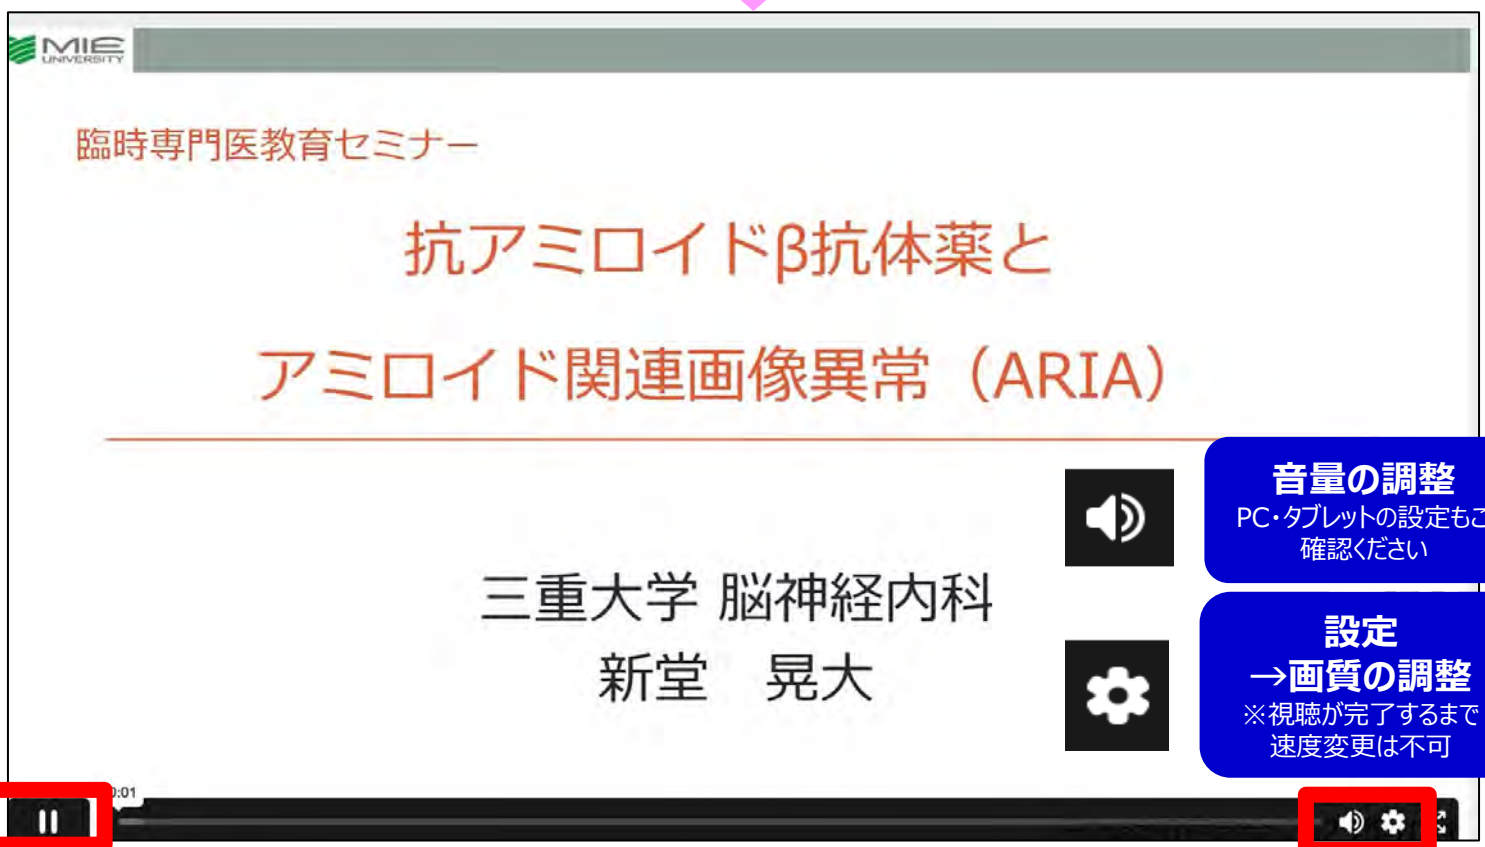 MIE
UNIVERSITY
臨時専門医教育セミナー
抗アミロイドβ抗体薬と
アミロイド関連画像異常（ARIA）
三重大学 脳神経内科
新堂　晃大
音量の調整
PC・タブレットの設定もご
確認ください
設定
→画質の調整
※視聴が完了するまで
速度変更は不可
0:01